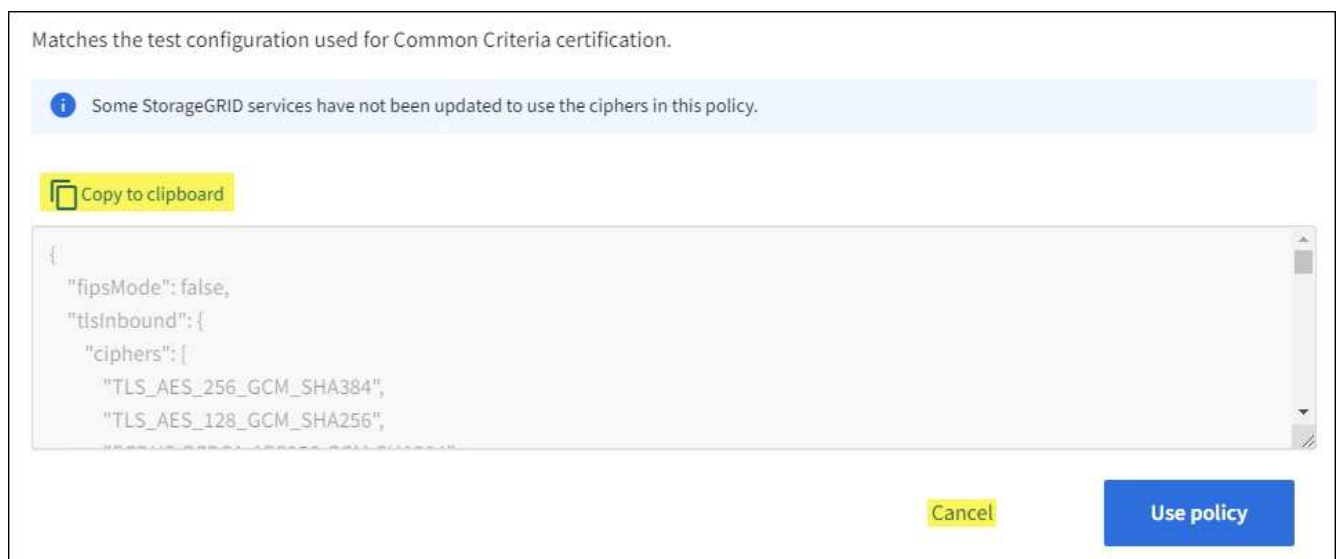 Matches the test configuration used for Common Criteria certification.
Some StorageGRID services have not been updated to use the ciphers in this policy.
Copy to clipboard
{
"fipsMode": false,
"tlsInbound": {
"ciphers": [
"TLS_AES_256_GCM_SHA384",
"TLS_AES_128_GCM_SHA256",
Cancel
Use policy